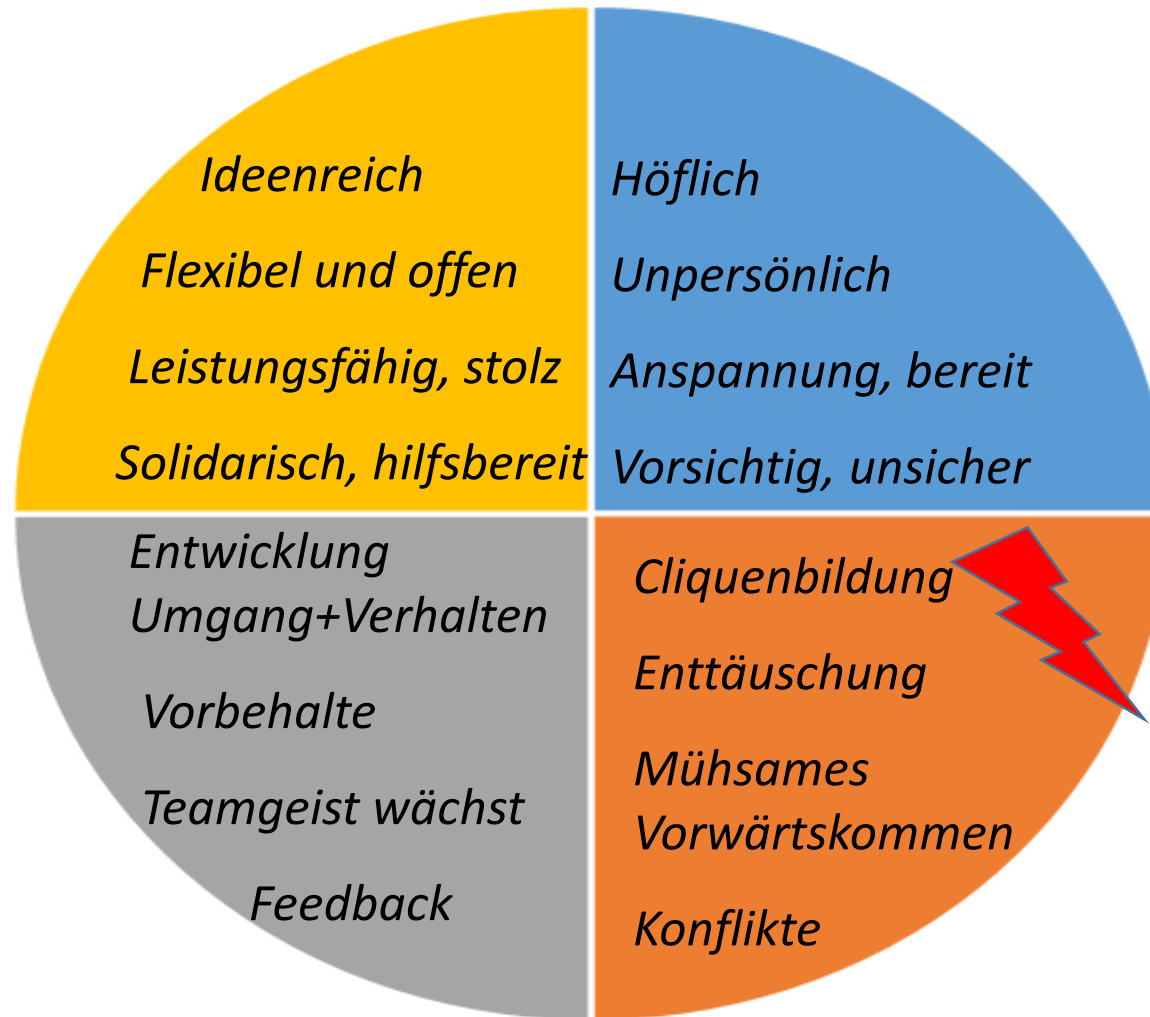 Ideenreich
Flexibel und offen
Leistungsfähig, stolz
Solidarisch, hilfsbereit
Höflich
Unpersönlich
Anspannung, bereit
Vorsichtig, unsicher
Entwicklung
Umgang+Verhalten
Vorbehalte
Teamgeist wächst
Feedback
Cliquenbildung
Enttäuschung
Mühsames
Vorwärtskommen
Konflikte